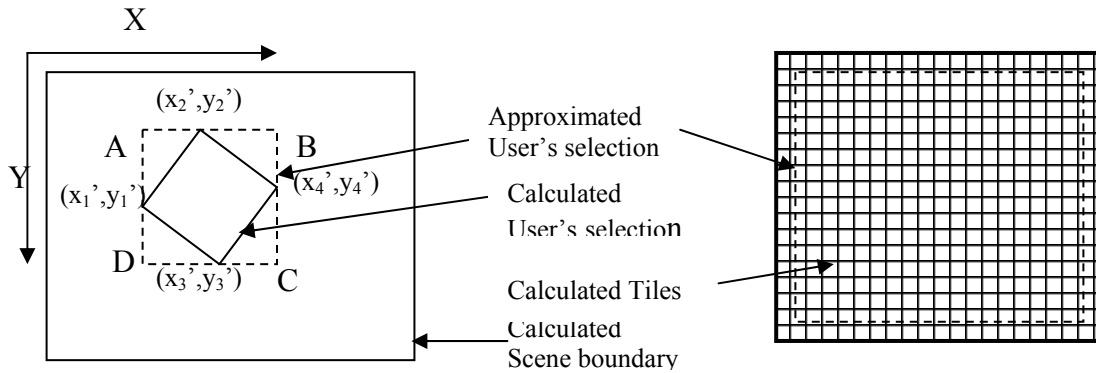 X
(x₂’,y₂’)
A
B
Y
(x₁’,y₁’)
(x₄’,y₄’)
D
(x₃’,y₃’)
C
Approximated
User’s selection
Calculated
User’s selection
Calculated Tiles
Calculated
Scene boundary